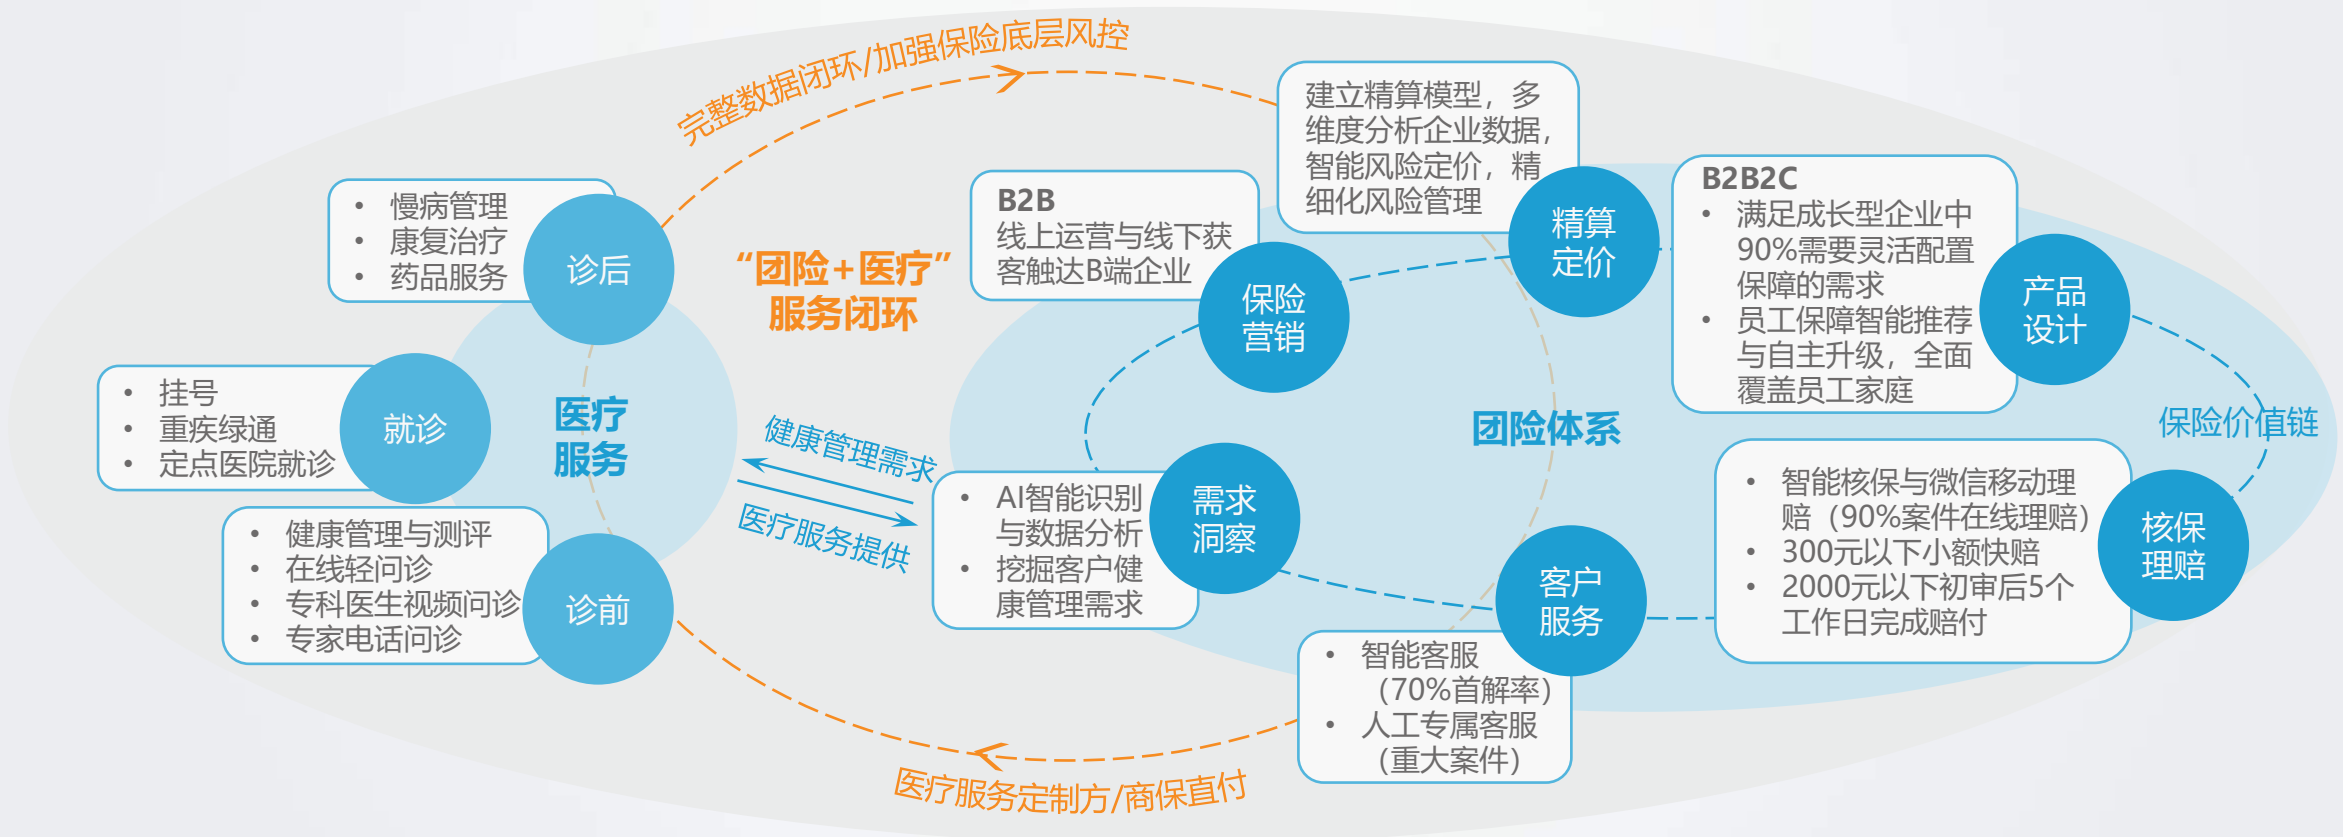 完整数据闭环/加强保险底层风控
“团险+医疗”
服务闭环
诊后
• 慢病管理
• 康复治疗
• 药品服务
就诊
• 挂号
• 重疾绿通
• 定点医院就诊
诊前
• 健康管理与测评
• 在线轻问诊
• 专科医生视频问诊
• 专家电话问诊
医疗
服务
健康管理需求
医疗服务提供
医疗服务定制方/商保直付
团险体系
保险价值链
B2B
线上运营与线下获
客触达B端企业
保险
营销
建立精算模型，多
维度分析企业数据，
智能风险定价，精
细化风险管理
精算
定价
B2B2C
• 满足成长型企业中
90%需要灵活配置
保障的需求
• 员工保障智能推荐
与自主升级，全面
覆盖员工家庭
产品
设计
• AI智能识别
与数据分析
• 挖掘客户健
康管理需求
需求
洞察
• 智能客服
（70%首解率）
• 人工专属客服
（重大案件）
客户
服务
• 智能核保与微信移动理
赔（90%案件在线理赔）
• 300元以下小额快赔
• 2000元以下初审后5个
工作日完成赔付
核保
理赔